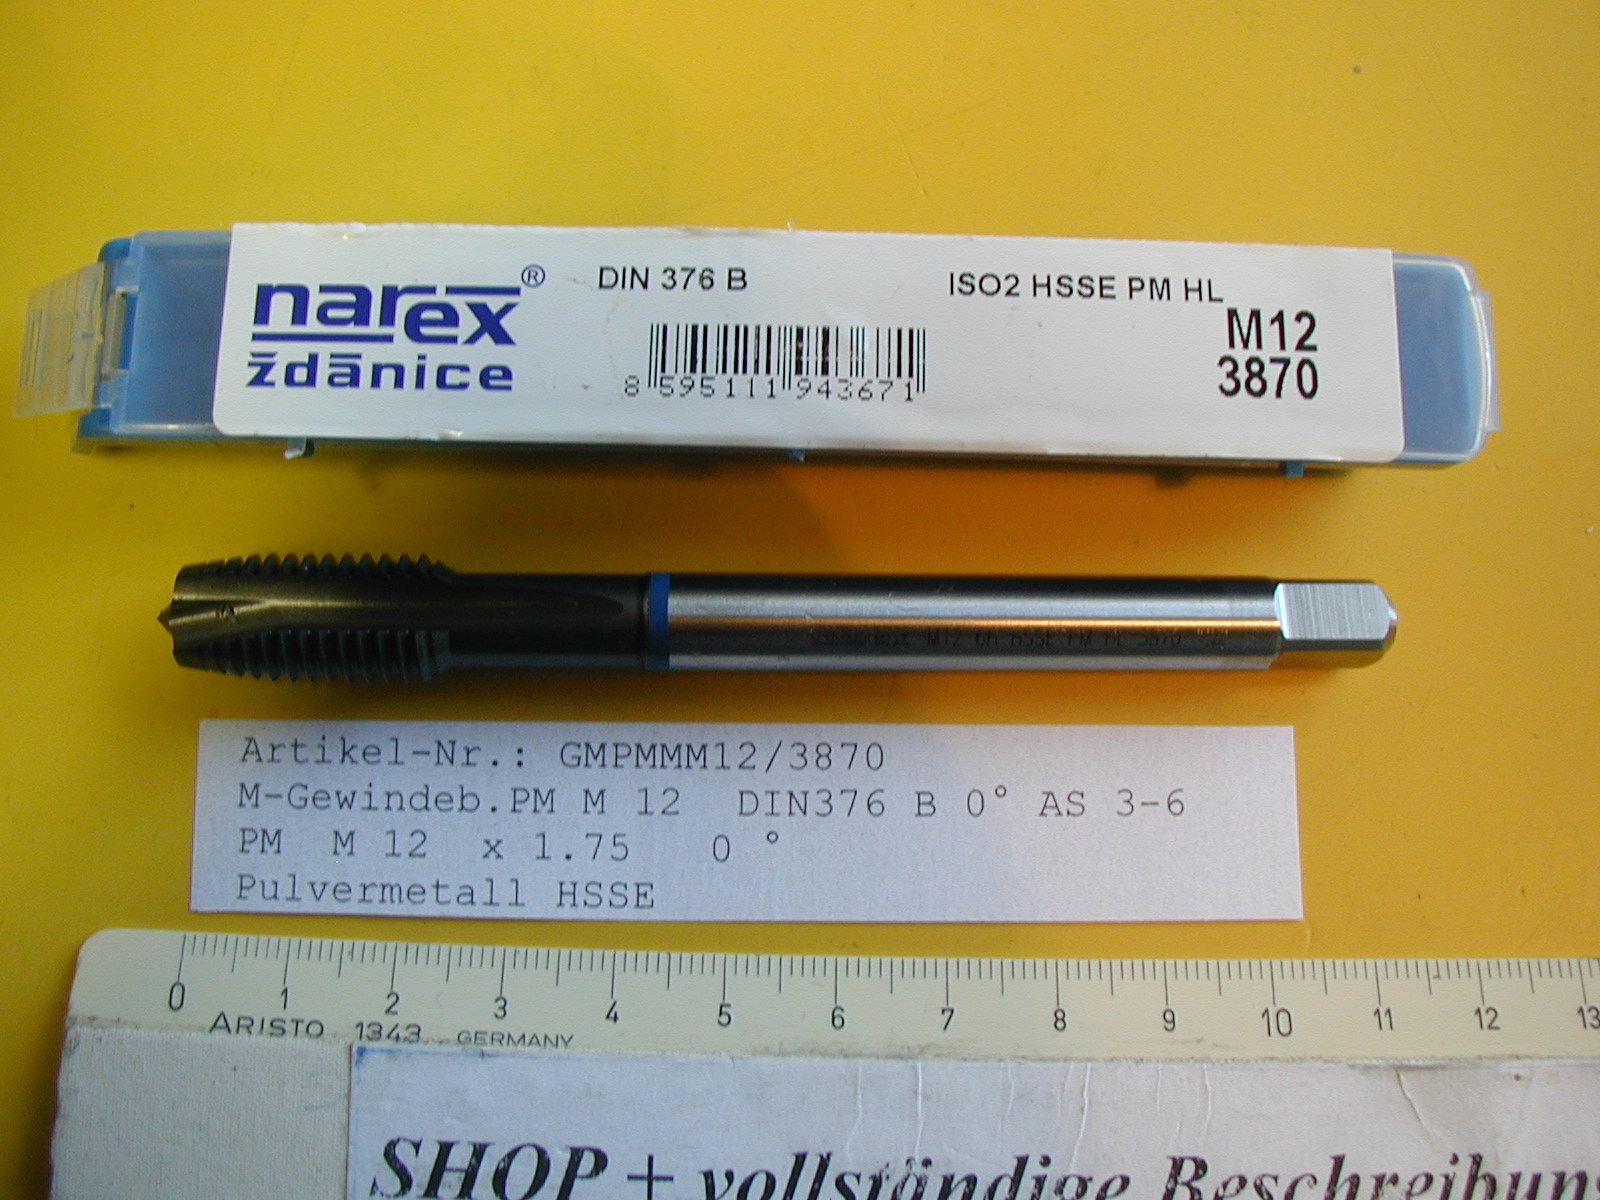 narex®
ždánice
DIN 376 B
ISO2 HSSE PM HL
M12
3870
8 595111 943671
M12 6H HSSE PM HL 3870
Artikel-Nr.: GMPMMM12/3870
M-Gewindeb.PM M 12 DIN376 B 0° AS 3-6
PM M 12 x 1.75 0 °
Pulvermetall HSSE
0 1 2 3 4 5 6 7 8 9 10 11 12 13
ARISTO 1343 GERMANY
SHOP + vollständige Beschreibun